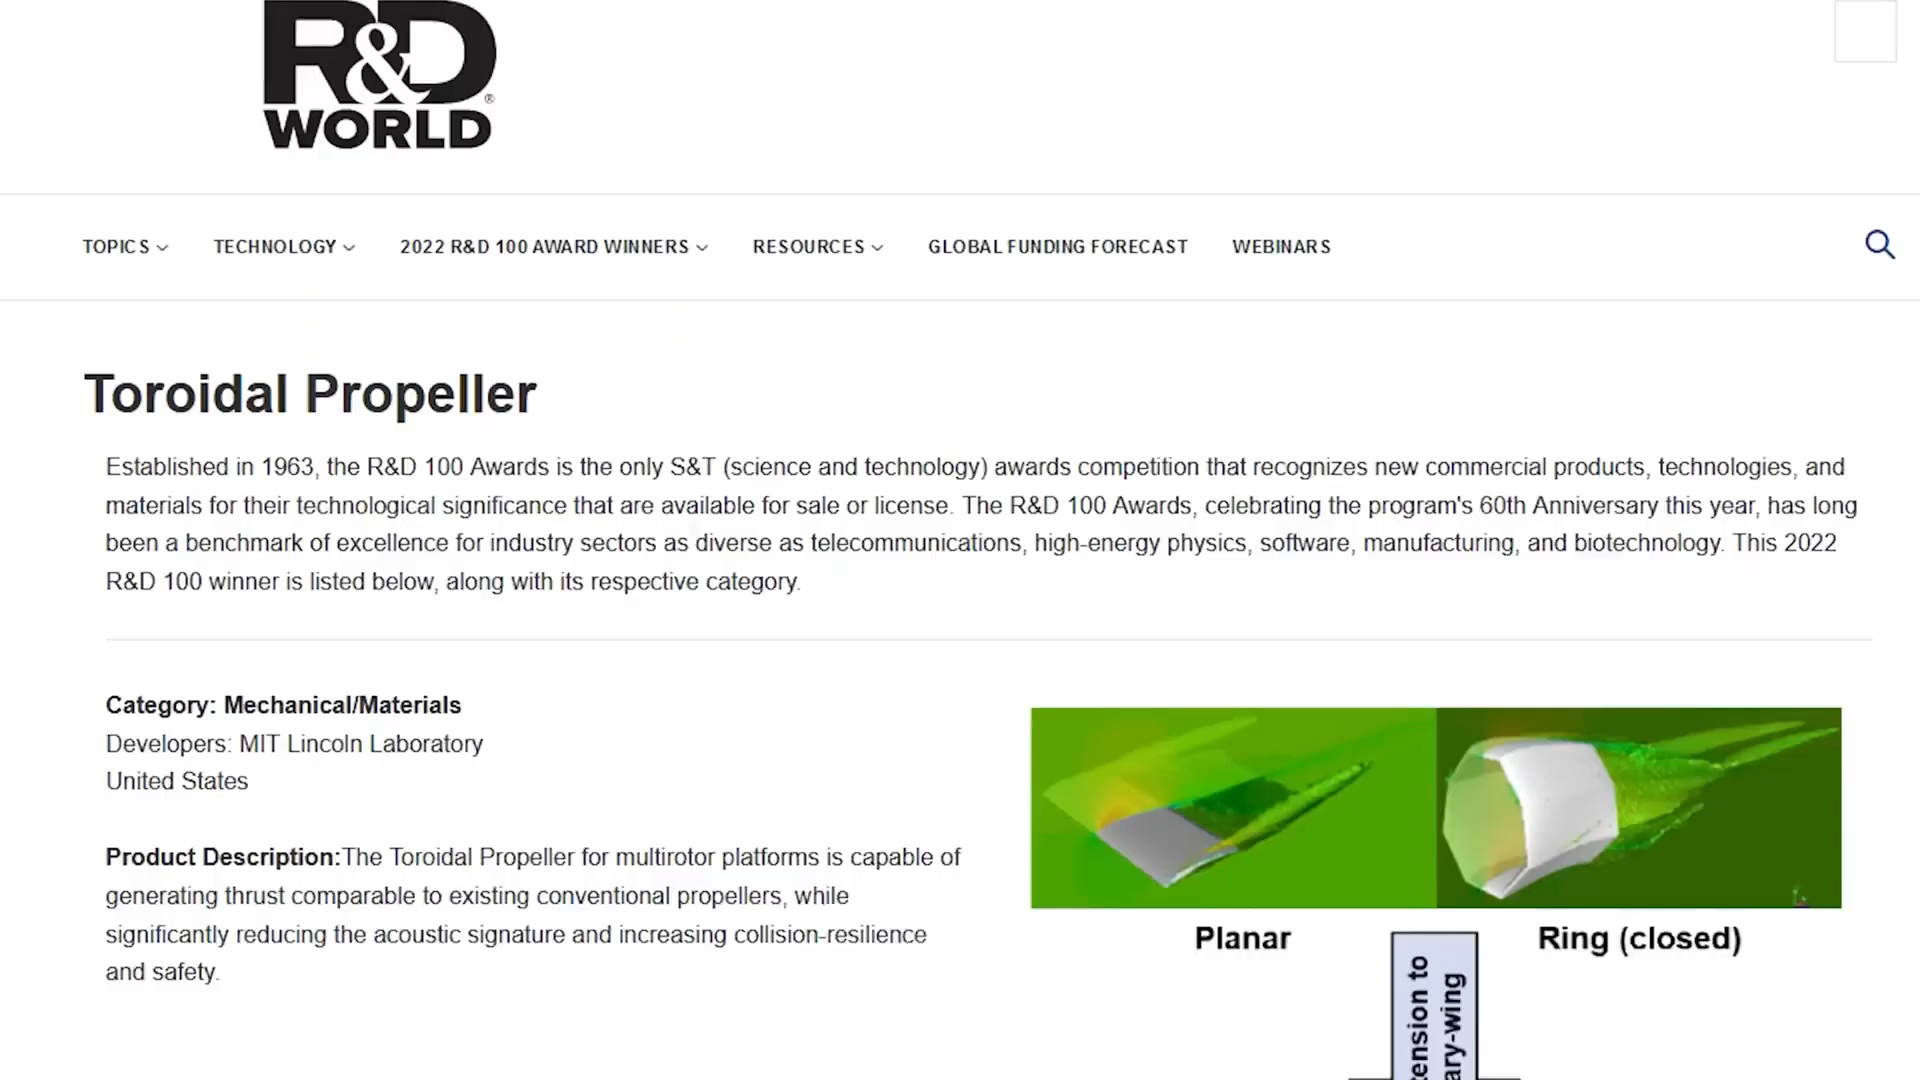 R&D®
WORLD
TOPICS
TECHNOLOGY
2022 R&D 100 AWARD WINNERS
RESOURCES
GLOBAL FUNDING FORECAST
WEBINARS
Toroidal Propeller
Established in 1963, the R&D 100 Awards is the only S&T (science and technology) awards competition that recognizes new commercial products, technologies, and
materials for their technological significance that are available for sale or license. The R&D 100 Awards, celebrating the program's 60th Anniversary this year, has long
been a benchmark of excellence for industry sectors as diverse as telecommunications, high-energy physics, software, manufacturing, and biotechnology. This 2022
R&D 100 winner is listed below, along with its respective category.
Category: Mechanical/Materials
Developers: MIT Lincoln Laboratory
United States
Product Description:The Toroidal Propeller for multirotor platforms is capable of
generating thrust comparable to existing conventional propellers, while
significantly reducing the acoustic signature and increasing collision-resilience
and safety.
Planar
Ring (closed)
to
-wing